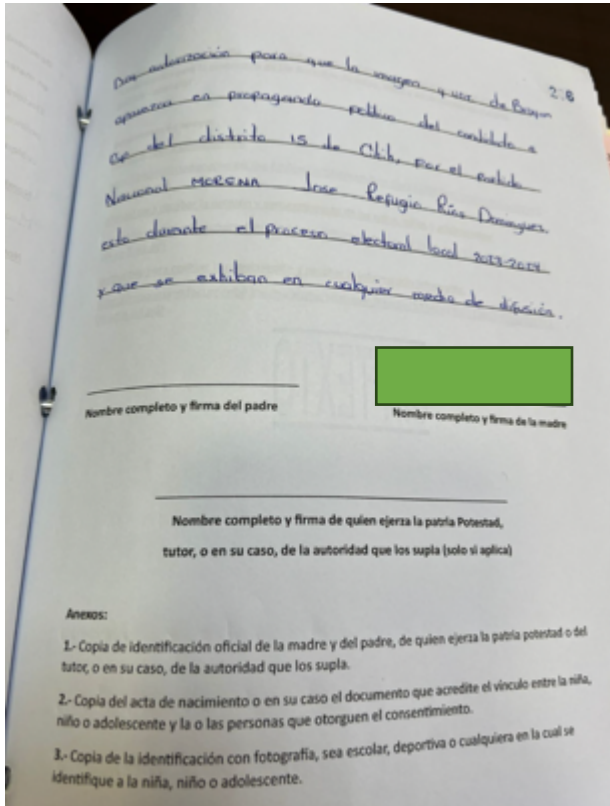 Doy autorización para que la imagen y voz de Brayan
2:8
aparezca en propaganda política del candidato a
Dip del distrito 15 de Chih, por el partido
Nacional MORENA Jose Refugio Ríos Dominguez
esto durante el proceso electoral local 2023-2024
y que se exhiban en cualquier medio de difusión.
Nombre completo y firma del padre
Nombre completo y firma de la madre
Nombre completo y firma de quien ejerza la patria Potestad,
tutor, o en su caso, de la autoridad que los supla (solo si aplica)
Anexos:
1.- Copia de identificación oficial de la madre y del padre, de quien ejerza la patria potestad o del
tutor, o en su caso, de la autoridad que los supla.
2.- Copia del acta de nacimiento o en su caso el documento que acredite el vínculo entre la niña,
niño o adolescente y la o las personas que otorguen el consentimiento.
3.- Copia de la identificación con fotografía, sea escolar, deportiva o cualquiera en la cual se
identifique a la niña, niño o adolescente.